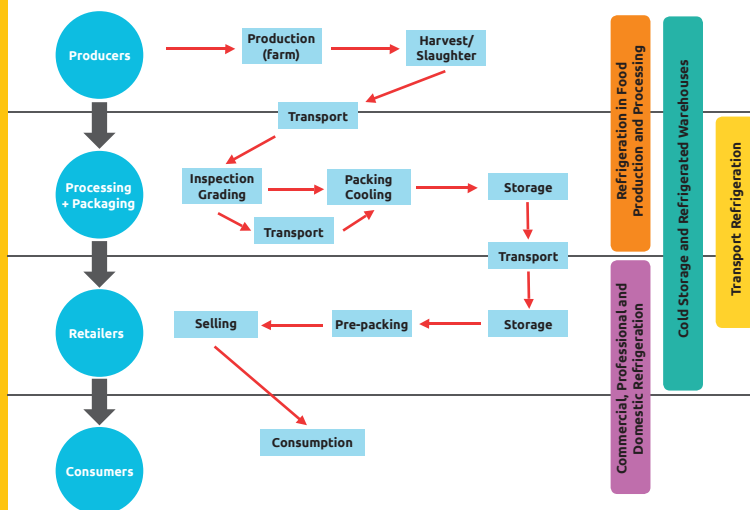 Producers
Production
(farm)
Harvest/
Slaughter
Transport
Processing
+ Packaging
Inspection
Grading
Packing
Cooling
Storage
Transport
Transport
Retailers
Selling
Pre-packing
Storage
Consumption
Consumers
Refrigeration in Food
Production and Processing
Commercial, Professional and
Domestic Refrigeration
Cold Storage and Refrigerated Warehouses
Transport Refrigeration